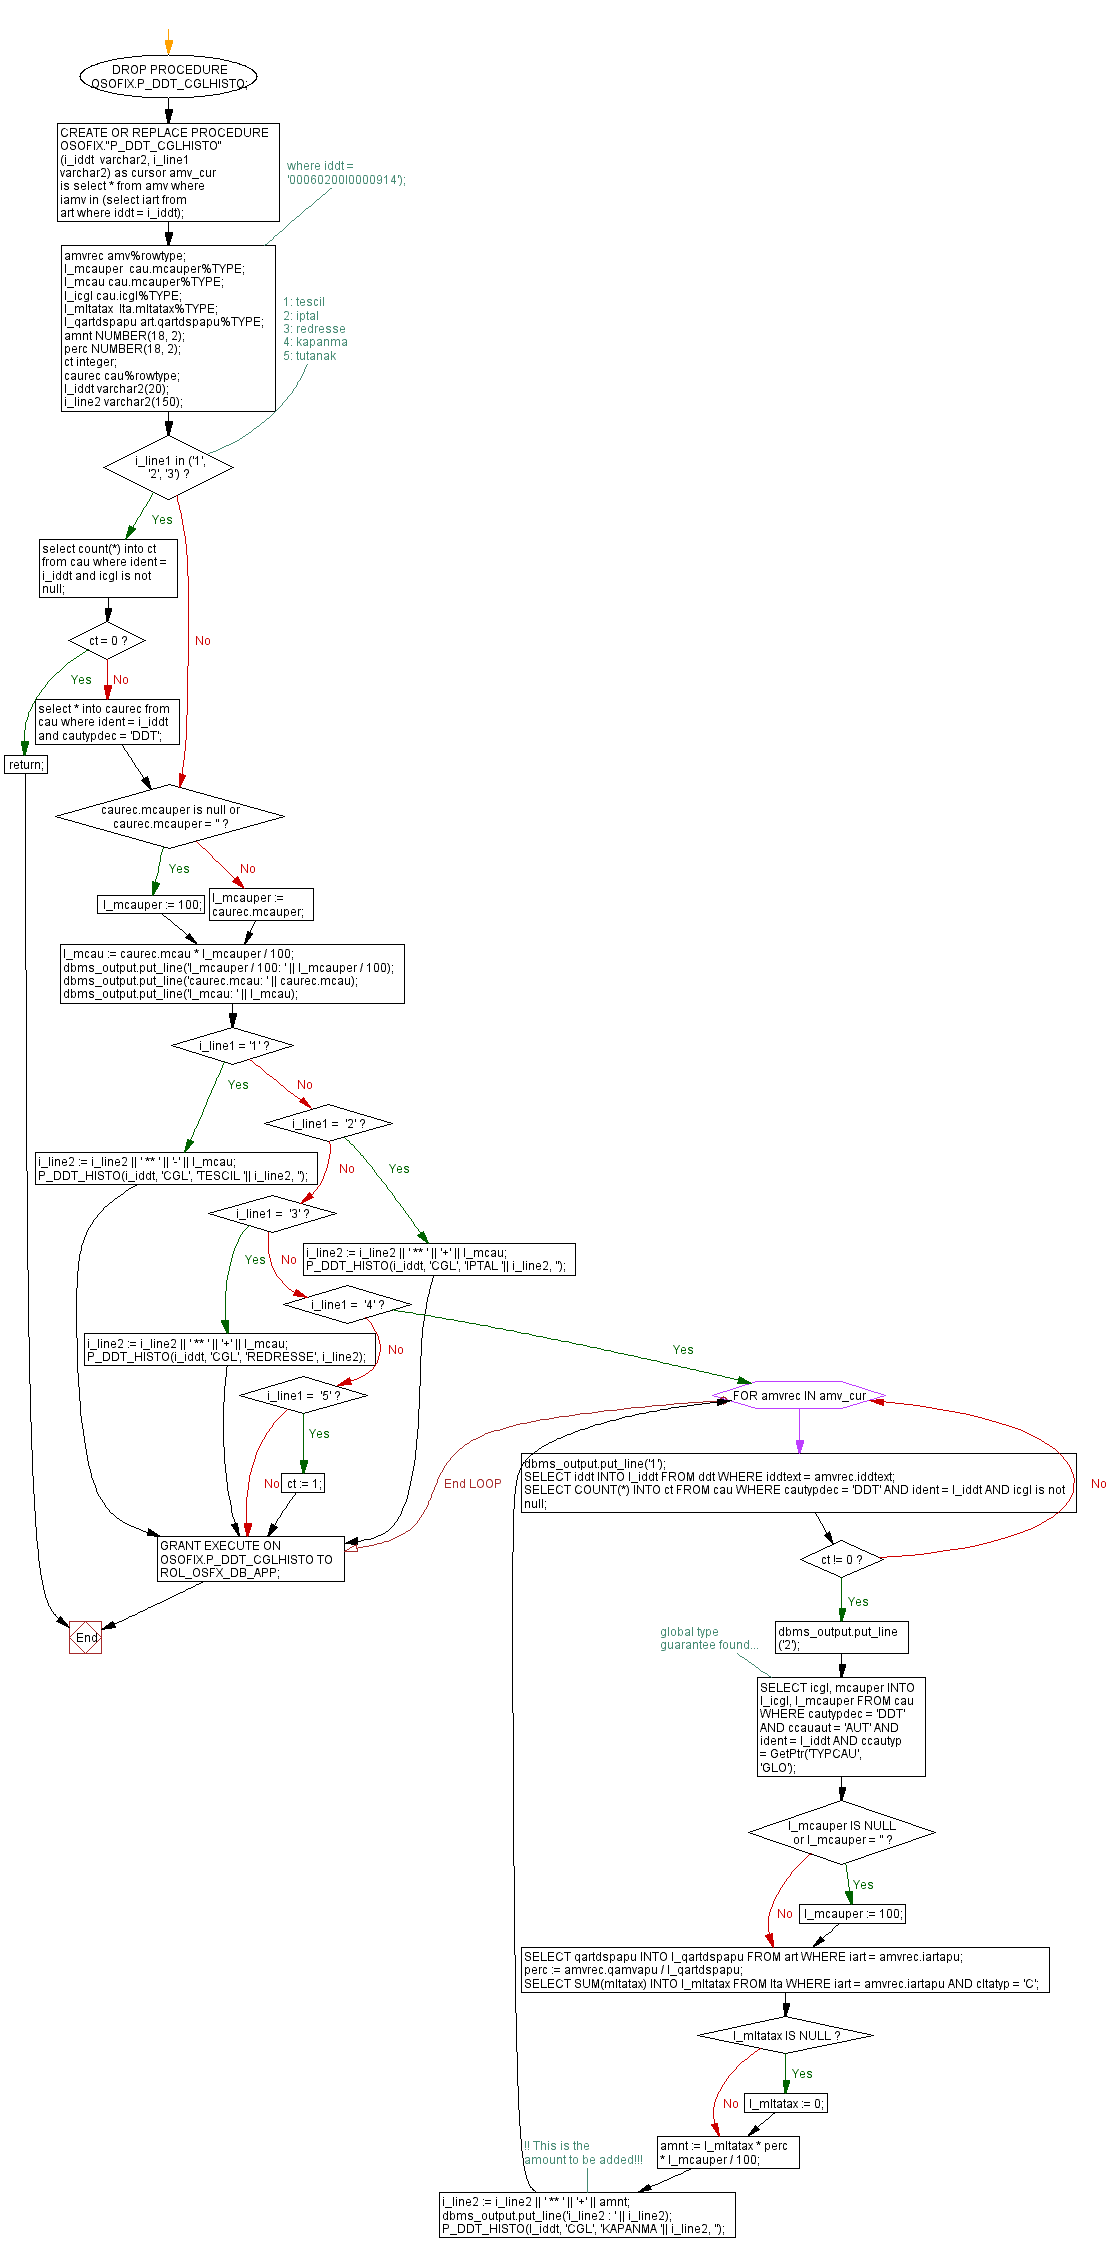 DROP PROCEDURE
OSOFIX.P_DDT_CGLHISTO;
CREATE OR REPLACE PROCEDURE
OSOFIX."P_DDT_CGLHISTO"
(i_iddt  varchar2, i_line1
varchar2) as cursor amv_cur
is select * from amv where
iamv in (select iart from
art where iddt = i_iddt);
where iddt =
'00060200I0000914');
amvrec amv%rowtype;
l_mcauper  cau.mcauper%TYPE;
l_mcau cau.mcauper%TYPE;
l_icgl cau.icgl%TYPE;
l_mltatax  lta.mltatax%TYPE;
l_qartdspapu art.qartdspapu%TYPE;
amnt NUMBER(18, 2);
perc NUMBER(18, 2);
ct integer;
caurec cau%rowtype;
l_iddt varchar2(20);
i_line2 varchar2(150);
1: tescil
2: iptal
3: redresse
4: kapanma
5: tutanak
i_line1 in ('1',
'2', '3') ?
Yes
select count(*) into ct
from cau where ident =
i_iddt and icgl is not
null;
No
ct = 0 ?
Yes
No
select * into caurec from
cau where ident = i_iddt
and cautypdec = 'DDT';
return;
caurec.mcauper is null or
caurec.mcauper = '' ?
Yes
No
l_mcauper := 100;
l_mcauper :=
caurec.mcauper;
l_mcau := caurec.mcau * l_mcauper / 100;
dbms_output.put_line('l_mcauper / 100: ' || l_mcauper / 100);
dbms_output.put_line('caurec.mcau: ' || caurec.mcau);
dbms_output.put_line('l_mcau: ' || l_mcau);
i_line1 = '1' ?
Yes
No
i_line1 =  '2' ?
i_line2 := i_line2 || ' ** ' || '-' || l_mcau;
P_DDT_HISTO(i_iddt, 'CGL', 'TESCIL '|| i_line2, '');
No
Yes
i_line1 =  '3' ?
Yes
No
i_line2 := i_line2 || ' ** ' || '+' || l_mcau;
P_DDT_HISTO(i_iddt, 'CGL', 'IPTAL '|| i_line2, '');
i_line1 =  '4' ?
i_line2 := i_line2 || ' ** ' || '+' || l_mcau;
P_DDT_HISTO(i_iddt, 'CGL', 'REDRESSE', i_line2);
No
Yes
i_line1 =  '5' ?
FOR amvrec IN amv_cur
Yes
No
ct := 1;
End LOOP
dbms_output.put_line('1');
SELECT iddt INTO l_iddt FROM ddt WHERE iddtext = amvrec.iddtext;
SELECT COUNT(*) INTO ct FROM cau WHERE cautypdec = 'DDT' AND ident = l_iddt AND icgl is not
null;
No
GRANT EXECUTE ON
OSOFIX.P_DDT_CGLHISTO TO
ROL_OSFX_DB_APP;
ct != 0 ?
Yes
End
global type
guarantee found...
dbms_output.put_line
('2');
SELECT icgl, mcauper INTO
l_icgl, l_mcauper FROM cau
WHERE cautypdec = 'DDT'
AND ccauaut = 'AUT' AND
ident = l_iddt AND ccautyp
= GetPtr('TYPCAU',
'GLO');
l_mcauper IS NULL
or l_mcauper = '' ?
Yes
No
l_mcauper := 100;
SELECT qartdspapu INTO l_qartdspapu FROM art WHERE iart = amvrec.iartapu;
perc := amvrec.qamvapu / l_qartdspapu;
SELECT SUM(mltatax) INTO l_mltatax FROM lta WHERE iart = amvrec.iartapu AND cltatyp = 'C';
l_mltatax IS NULL ?
Yes
No
l_mltatax := 0;
amnt := l_mltatax * perc
* l_mcauper / 100;
!! This is the
amount to be added!!!
i_line2 := i_line2 || ' ** ' || '+' || amnt;
dbms_output.put_line('i_line2 : ' || i_line2);
P_DDT_HISTO(l_iddt, 'CGL', 'KAPANMA '|| i_line2, '');